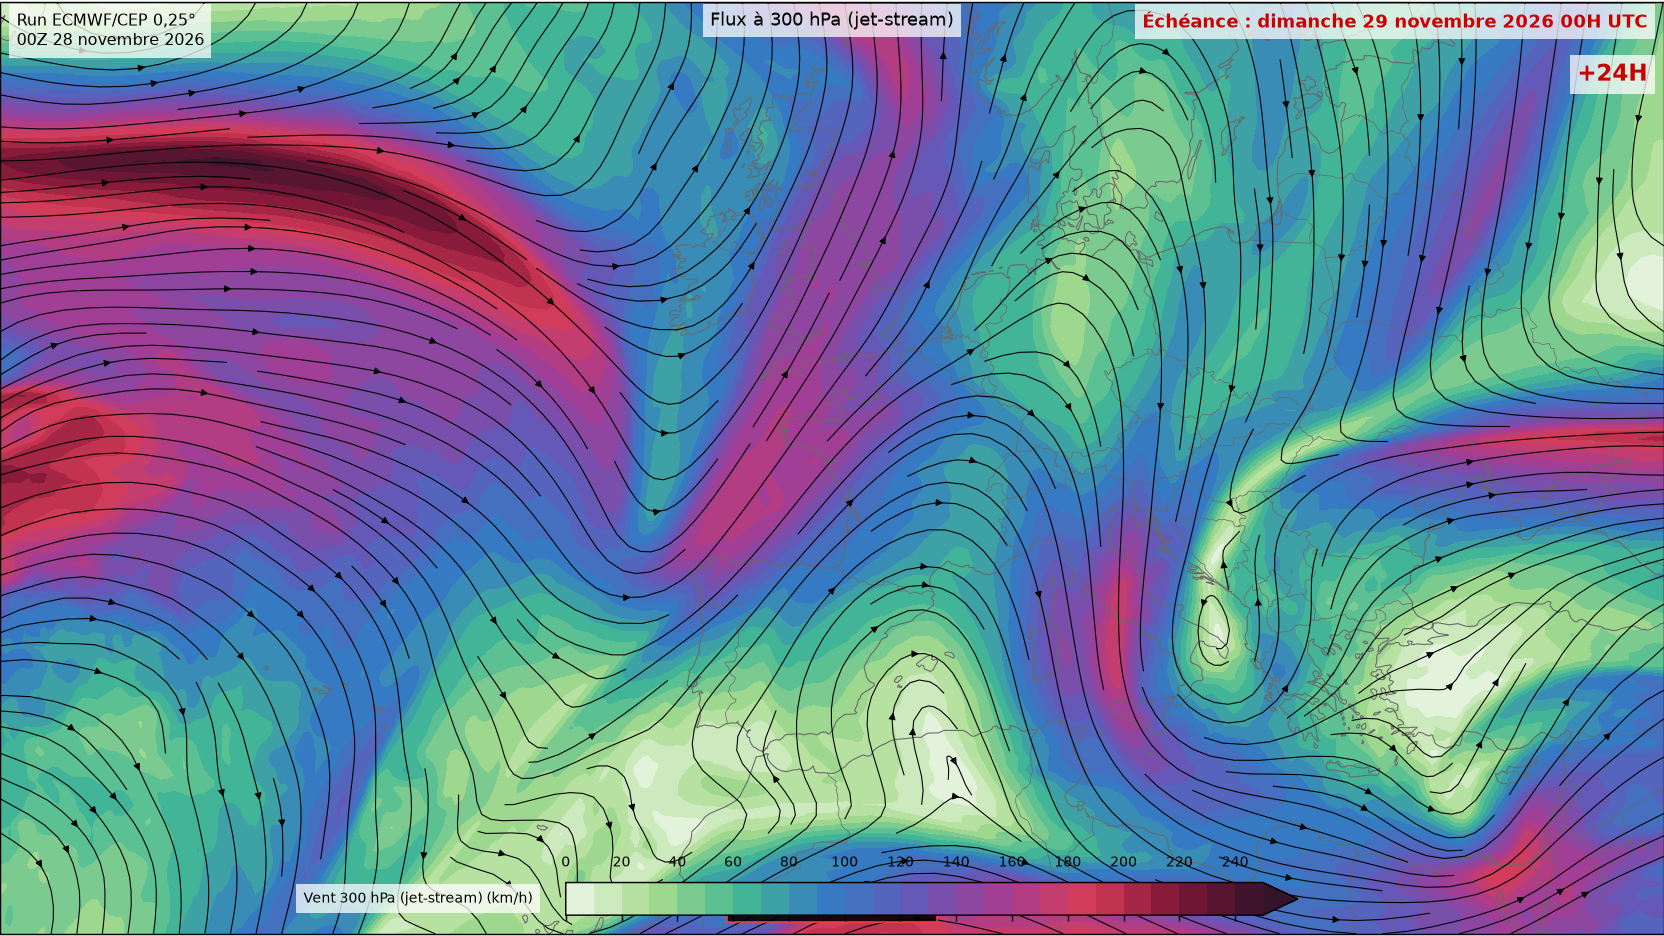 Run ECMWF/CEP 0,25°
00Z 28 novembre 2026
Flux à 300 hPa (jet-stream)
Échéance : dimanche 29 novembre 2026 00H UTC
+24H
0 20 40 60 80 100 120 140 160 180 200 220 240
Vent 300 hPa (jet-stream) (km/h)